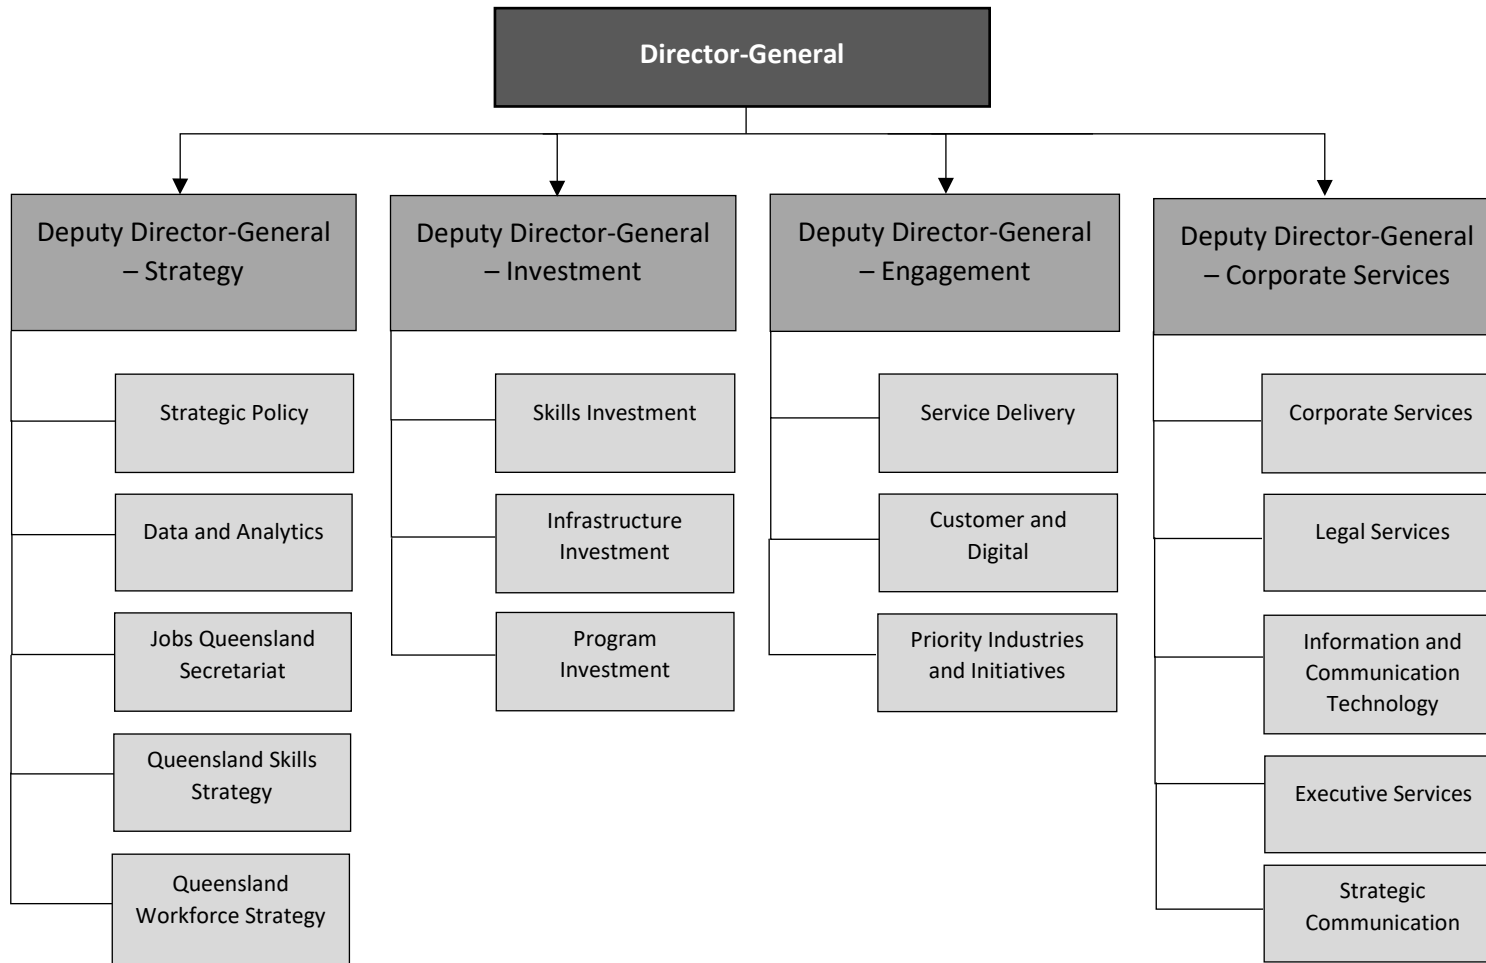 Director-General
Deputy Director-General
– Strategy
Strategic Policy
Data and Analytics
Jobs Queensland
Secretariat
Queensland Skills
Strategy
Queensland
Workforce Strategy
Deputy Director-General
– Investment
Skills Investment
Infrastructure
Investment
Program
Investment
Deputy Director-General
– Engagement
Service Delivery
Customer and
Digital
Priority Industries
and Initiatives
Deputy Director-General
– Corporate Services
Corporate Services
Legal Services
Information and
Communication
Technology
Executive Services
Strategic
Communication